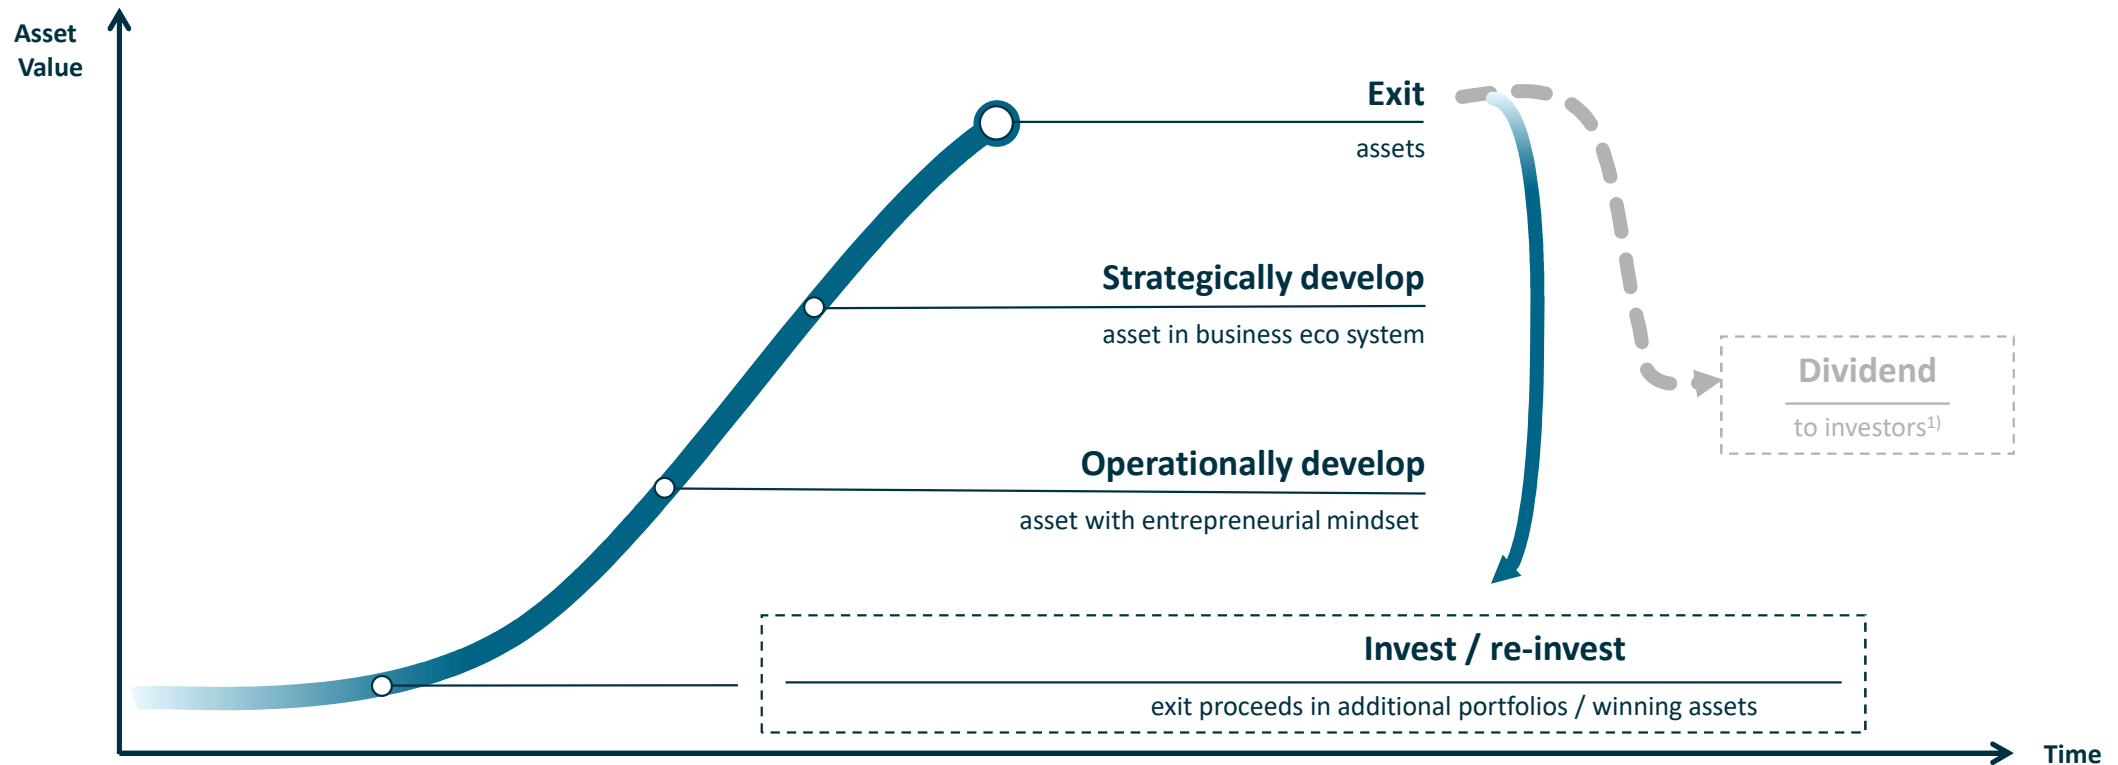 Asset
Value
Exit
assets
Strategically develop
asset in business eco system
Dividend
to investors1)
Operationally develop
asset with entrepreneurial mindset
Invest / re-invest
exit proceeds in additional portfolios / winning assets
Time